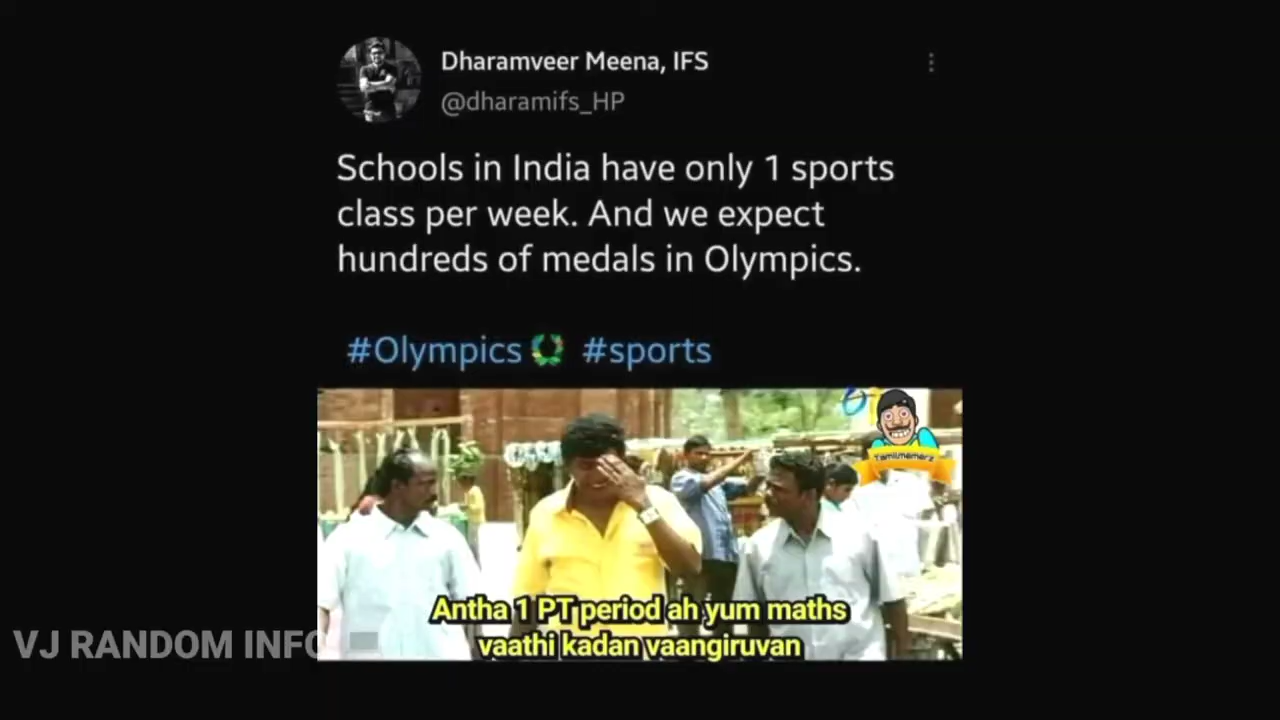 Dharamveer Meena, IFS
@dharamifs_HP
Schools in India have only 1 sports
class per week. And we expect
hundreds of medals in Olympics.
#Olympics #sports
Tamilmemerz
Antha 1 PT period ah yum maths
vaathi kadan vaangiruvan
VJ RANDOM INFO